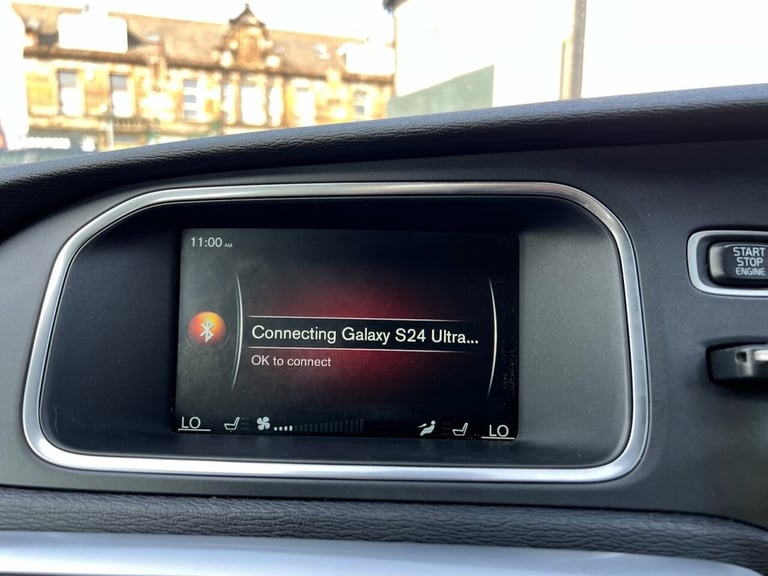 11:00 AM
Connecting Galaxy S24 Ultra...
OK to connect
LO
LO
START
STOP
ENGINE